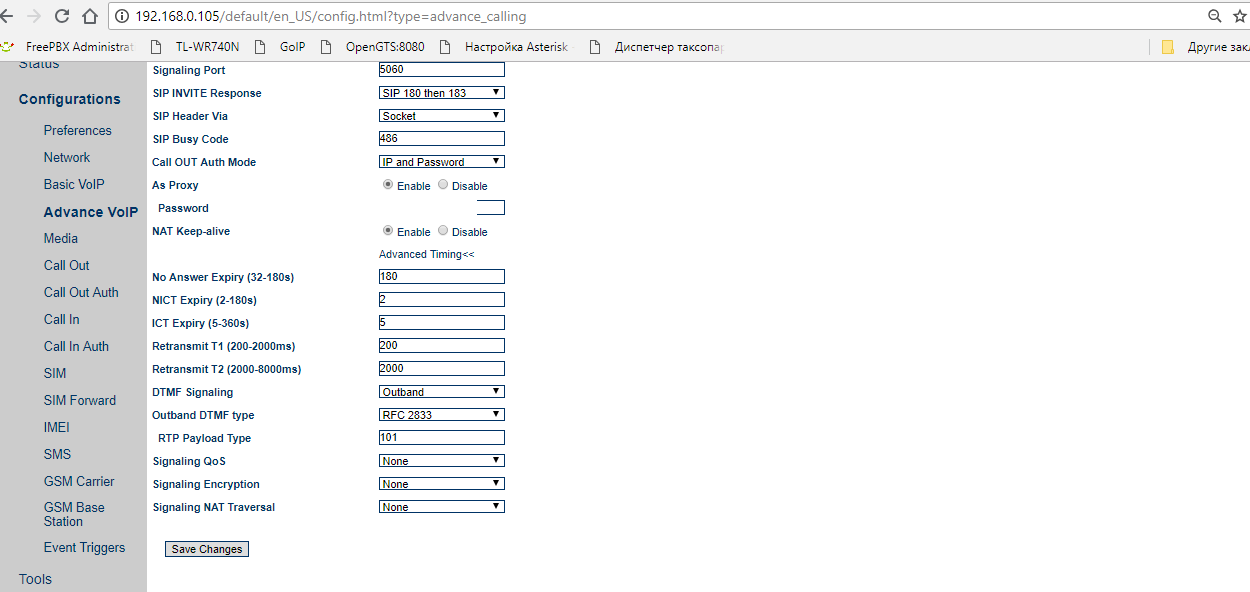 192.168.0.105/default/en_US/config.html?type=advance_calling
FreePBX Administrat TL-WR740N GoIP OpenGTS:8080 Настройка Asterisk Диспетчер таксопар Другие закл
Status
Configurations
Preferences
Network
Basic VoIP
Advance VoIP
Media
Call Out
Call Out Auth
Call In
Call In Auth
SIM
SIM Forward
IMEI
SMS
GSM Carrier
GSM Base
Station
Event Triggers
Tools
Signaling Port 5060
SIP INVITE Response SIP 180 then 183
SIP Header Via Socket
SIP Busy Code 486
Call OUT Auth Mode IP and Password
As Proxy Enable Disable
Password
NAT Keep-alive Enable Disable
Advanced Timing<<
No Answer Expiry (32-180s) 180
NICT Expiry (2-180s) 2
ICT Expiry (5-360s) 5
Retransmit T1 (200-2000ms) 200
Retransmit T2 (2000-8000ms) 2000
DTMF Signaling Outband
Outband DTMF type RFC 2833
RTP Payload Type 101
Signaling QoS None
Signaling Encryption None
Signaling NAT Traversal None
Save Changes